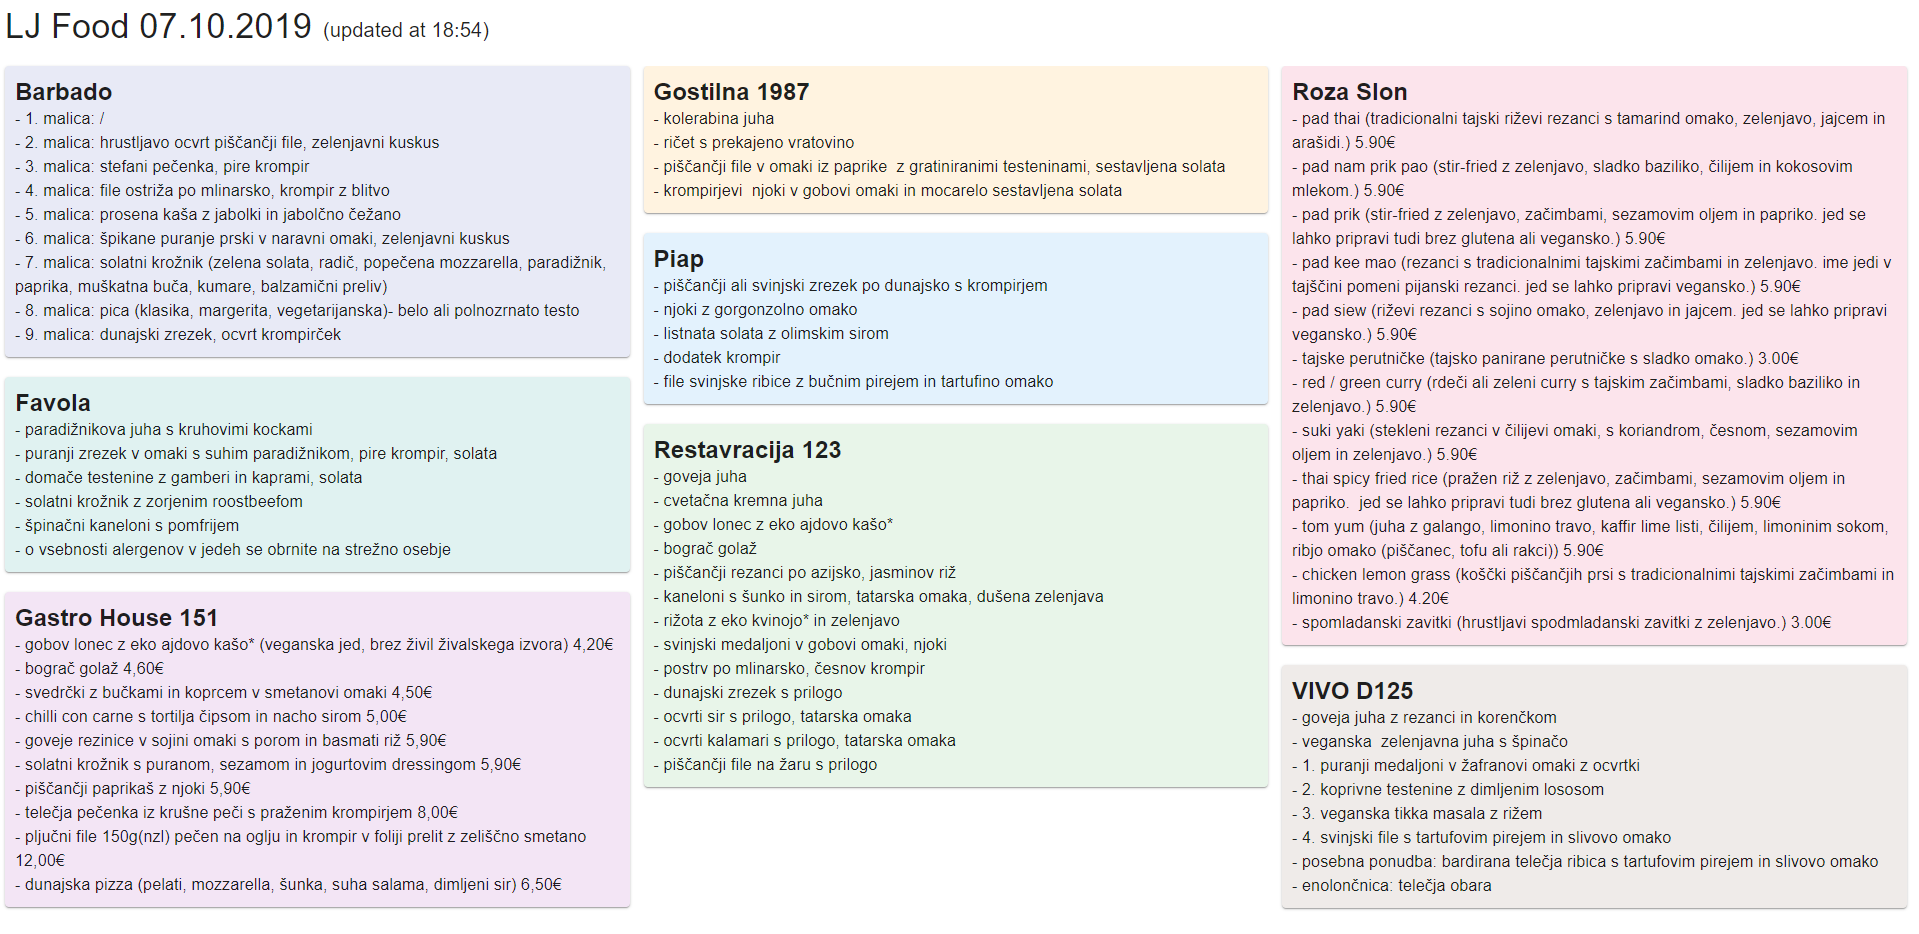 LJ Food 07.10.2019 (updated at 18:54)
Barbado
- 1. malica: /
- 2. malica: hrustljavo ocvrt piščančji file, zelenjavni kuskus
- 3. malica: stefani pečenka, pire krompir
- 4. malica: file ostriža po mlinarsko, krompir z blitvo
- 5. malica: prosena kaša z jabolki in jabolčno čežano
- 6. malica: špikane puranje prski v naravni omaki, zelenjavni kuskus
- 7. malica: solatni krožnik (zelena solata, radič, popečena mozzarella, paradižnik,
paprika, muškatna buča, kumare, balzamični preliv)
- 8. malica: pica (klasika, margerita, vegetarijanska)- belo ali polnozrnato testo
- 9. malica: dunajski zrezek, ocvrt krompirček
Favola
- paradižnikova juha s kruhovimi kockami
- puranji zrezek v omaki s suhim paradižnikom, pire krompir, solata
- domače testenine z gamberi in kaprami, solata
- solatni krožnik z zorjenim roostbeefom
- špinačni kaneloni s pomfrijem
- o vsebnosti alergenov v jedeh se obrnite na strežno osebje
Gastro House 151
- gobov lonec z eko ajdovo kašo* (veganska jed, brez živil živalskega izvora) 4,20€
- bograč golaž 4,60€
- svedrčki z bučkami in koprcem v smetanovi omaki 4,50€
- chilli con carne s tortilja čipsom in nacho sirom 5,00€
- goveje rezinice v sojini omaki s porom in basmati riž 5,90€
- solatni krožnik s puranom, sezamom in jogurtovim dressingom 5,90€
- piščančji paprikaš z njoki 5,90€
- telečja pečenka iz krušne peči s praženim krompirjem 8,00€
- pljučni file 150g(nzl) pečen na oglju in krompir v foliji prelit z zeliščno smetano
12,00€
- dunajska pizza (pelati, mozzarella, šunka, suha salama, dimljeni sir) 6,50€
Gostilna 1987
- kolerabina juha
- ričet s prekajeno vratovino
- piščančji file v omaki iz paprike  z gratiniranimi testeninami, sestavljena solata
- krompirjevi  njoki v gobovi omaki in mocarelo sestavljena solata
Piap
- piščančji ali svinjski zrezek po dunajsko s krompirjem
- njoki z gorgonzolno omako
- listnata solata z olimskim sirom
- dodatek krompir
- file svinjske ribice z bučnim pirejem in tartufino omako
Restavracija 123
- goveja juha
- cvetačna kremna juha
- gobov lonec z eko ajdovo kašo*
- bograč golaž
- piščančji rezanci po azijsko, jasminov riž
- kaneloni s šunko in sirom, tatarska omaka, dušena zelenjava
- rižota z eko kvinojo* in zelenjavo
- svinjski medaljoni v gobovi omaki, njoki
- postrv po mlinarsko, česnov krompir
- dunajski zrezek s prilogo
- ocvrti sir s prilogo, tatarska omaka
- ocvrti kalamari s prilogo, tatarska omaka
- piščančji file na žaru s prilogo
Roza Slon
- pad thai (tradicionalni tajski riževi rezanci s tamarind omako, zelenjavo, jajcem in
arašidi.) 5.90€
- pad nam prik pao (stir-fried z zelenjavo, sladko baziliko, čilijem in kokosovim
mlekom.) 5.90€
- pad prik (stir-fried z zelenjavo, začimbami, sezamovim oljem in papriko. jed se
lahko pripravi tudi brez glutena ali vegansko.) 5.90€
- pad kee mao (rezanci s tradicionalnimi tajskimi začimbami in zelenjavo. ime jedi v
tajščini pomeni pijanski rezanci. jed se lahko pripravi vegansko.) 5.90€
- pad siew (riževi rezanci s sojino omako, zelenjavo in jajcem. jed se lahko pripravi
vegansko.) 5.90€
- tajske perutničke (tajsko panirane perutničke s sladko omako.) 3.00€
- red / green curry (rdeči ali zeleni curry s tajskim začimbami, sladko baziliko in
zelenjavo.) 5.90€
- suki yaki (stekleni rezanci v čilijevi omaki, s koriandrom, česnom, sezamovim
oljem in zelenjavo.) 5.90€
- thai spicy fried rice (pražen riž z zelenjavo, začimbami, sezamovim oljem in
papriko.  jed se lahko pripravi tudi brez glutena ali vegansko.) 5.90€
- tom yum (juha z galango, limonino travo, kaffir lime listi, čilijem, limoninim sokom,
ribjo omako (piščanec, tofu ali rakci)) 5.90€
- chicken lemon grass (koščki piščančjih prsi s tradicionalnimi tajskimi začimbami in
limonino travo.) 4.20€
- spomladanski zavitki (hrustljavi spodmladanski zavitki z zelenjavo.) 3.00€
VIVO D125
- goveja juha z rezanci in korenčkom
- veganska  zelenjavna juha s špinačo
- 1. puranji medaljoni v žafranovi omaki z ocvrtki
- 2. koprivne testenine z dimljenim lososom
- 3. veganska tikka masala z rižem
- 4. svinjski file s tartufovim pirejem in slivovo omako
- posebna ponudba: bardirana telečja ribica s tartufovim pirejem in slivovo omako
- enolončnica: telečja obara